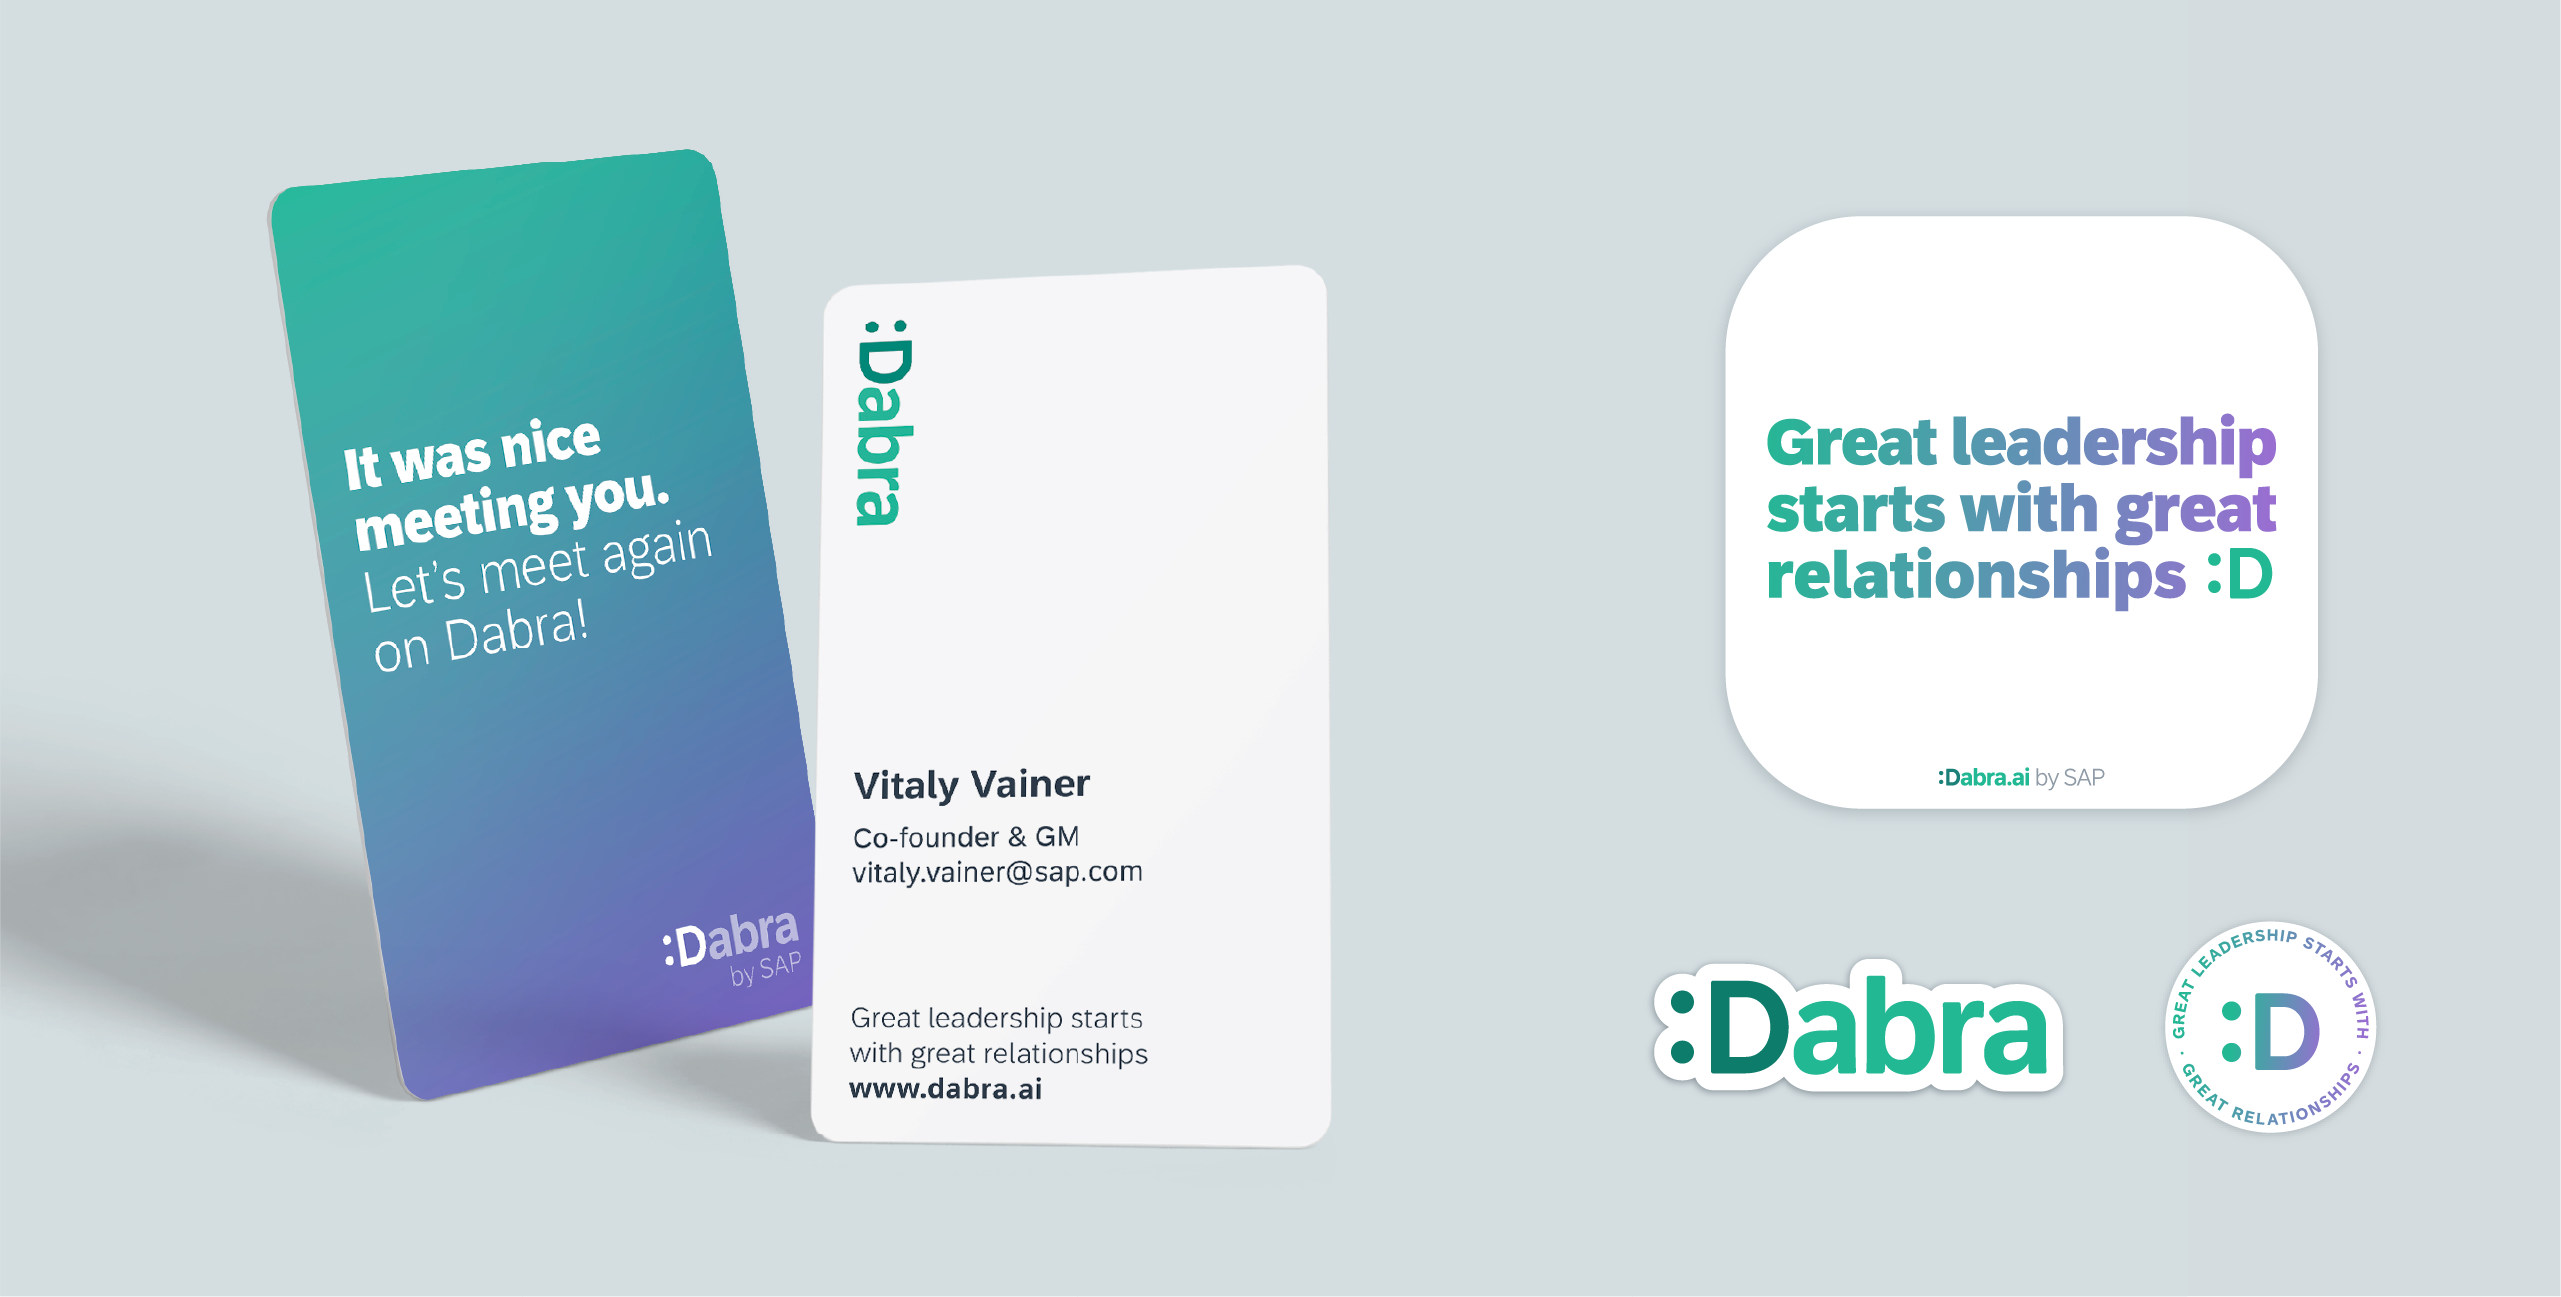 It was nice
meeting you.
Let's meet again
on Dabra!
:Dabra
by SAP
:Dabra
Vitaly Vainer
Co-founder & GM
vitaly.vainer@sap.com
Great leadership starts
with great relationships
www.dabra.ai
Great leadership
starts with great
relationships :D
:Dabra.ai by SAP
:Dabra
GREAT LEADERSHIP STARTS WITH · GREAT RELATIONSHIPS ·
:D